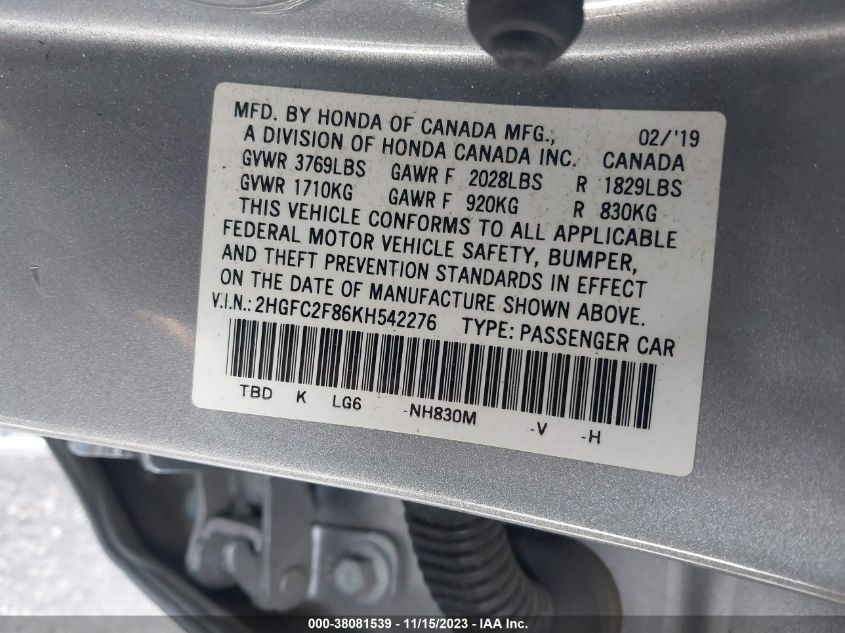 MFD. BY HONDA OF CANADA MFG., 02/'19
A DIVISION OF HONDA CANADA INC. CANADA
GVWR 3769LBS GAWR F 2028LBS R 1829LBS
GVWR 1710KG GAWR F 920KG R 830KG
THIS VEHICLE CONFORMS TO ALL APPLICABLE
FEDERAL MOTOR VEHICLE SAFETY, BUMPER,
AND THEFT PREVENTION STANDARDS IN EFFECT
ON THE DATE OF MANUFACTURE SHOWN ABOVE.
V.I.N.: 2HGFC2F86KH542276 TYPE: PASSENGER CAR
TBD K LG6 -NH830M -V -H
000-38081539 - 11/15/2023 - IAAI Inc.